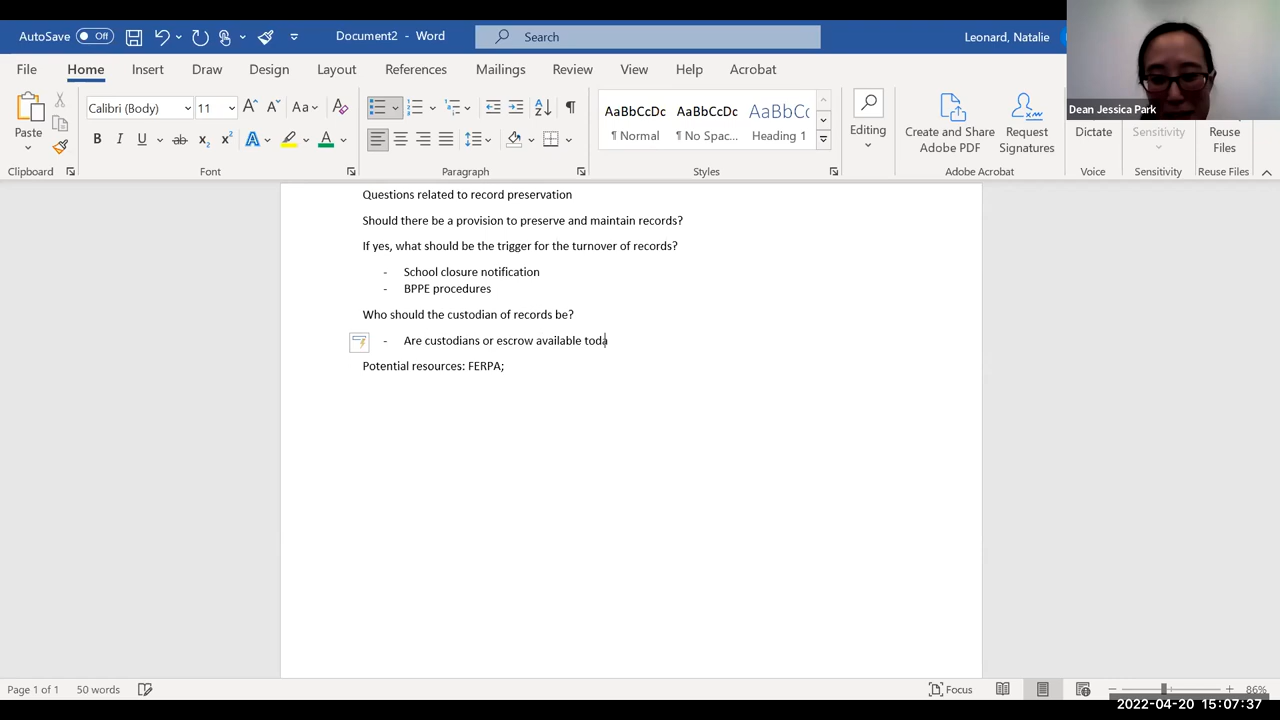 AutoSave Off Document2 - Word Search Leonard, Natalie
File Home Insert Draw Design Layout References Mailings Review View Help Acrobat
Dean Jessica Park
Calibri (Body) 11
Paste
AaBbCcDc AaBbCcDc AaBbCc
¶ Normal ¶ No Spac... Heading 1
Editing
Create and Share Adobe PDF
Request Signatures
Dictate
Sensitivity
Reuse Files
Clipboard Font Paragraph Styles Adobe Acrobat Voice Sensitivity Reuse Files
Questions related to record preservation
Should there be a provision to preserve and maintain records?
If yes, what should be the trigger for the turnover of records?
- School closure notification
- BPPE procedures
Who should the custodian of records be?
- Are custodians or escrow available toda
Potential resources: FERPA;
Page 1 of 1 50 words Focus 86%
2022-04-20 15:07:37